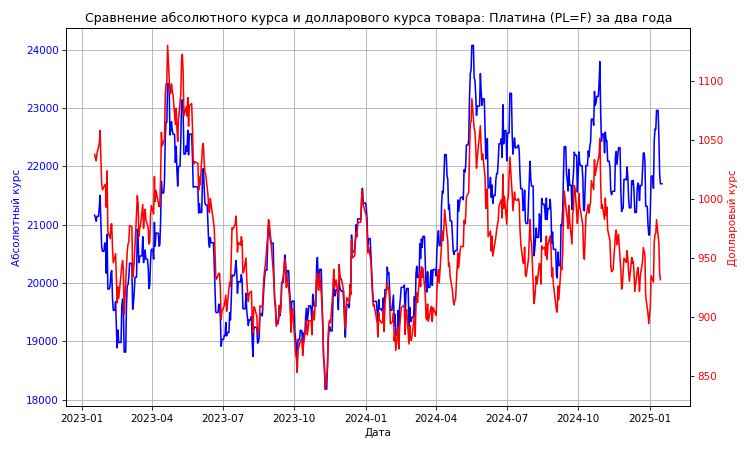 Сравнение абсолютного курса и долларового курса товара: Платина (PL=F) за два года
24000
23000
22000
21000
20000
19000
18000
Абсолютный курс
1100
1050
1000
950
900
850
Долларовый курс
2023-01 2023-04 2023-07 2023-10 2024-01 2024-04 2024-07 2024-10 2025-01
Дата